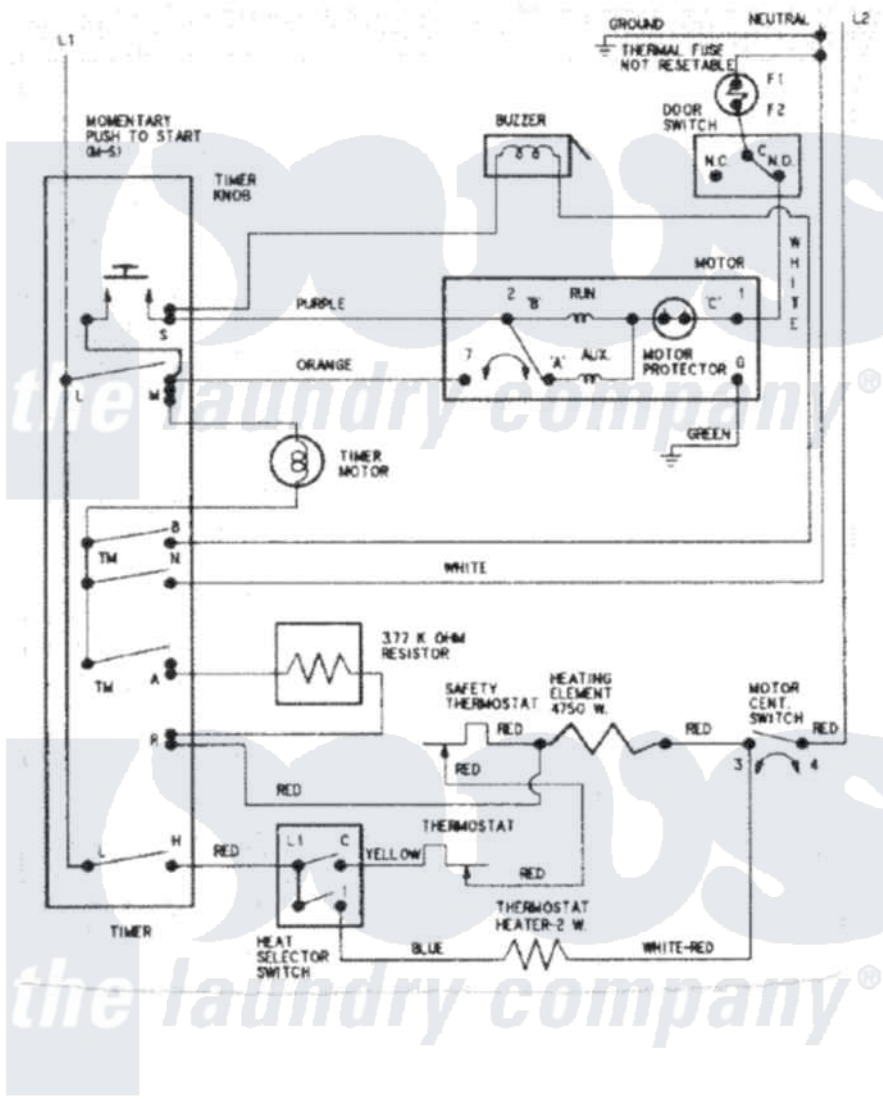 L1
GROUND
NEUTRAL
L2
THERMAL FUSE
NOT RESETABLE
F1
F2
MOMENTARY
PUSH TO START
(M-S)
BUZZER
DOOR
SWITCH
N.C.
C
N.O.
TIMER
KNOB
WHITE
MOTOR
PURPLE
S
2
'B'
RUN
'C'
1
ORANGE
7
'A'
AUX.
MOTOR
PROTECTOR
G
L
M
GREEN
TIMER
MOTOR
B
TM
N
WHITE
3.77 K OHM
RESISTOR
TM
A
SAFETY
THERMOSTAT
HEATING
ELEMENT
4750 W.
MOTOR
CENT.
SWITCH
RED
RED
RED
R
RED
3
4
RED
THERMOSTAT
L
H
RED
L1
C
YELLOW
RED
1
THERMOSTAT
HEATER-2 W.
TIMER
HEAT
SELECTOR
SWITCH
BLUE
WHITE-RED
the laundry company®
the laundry company®